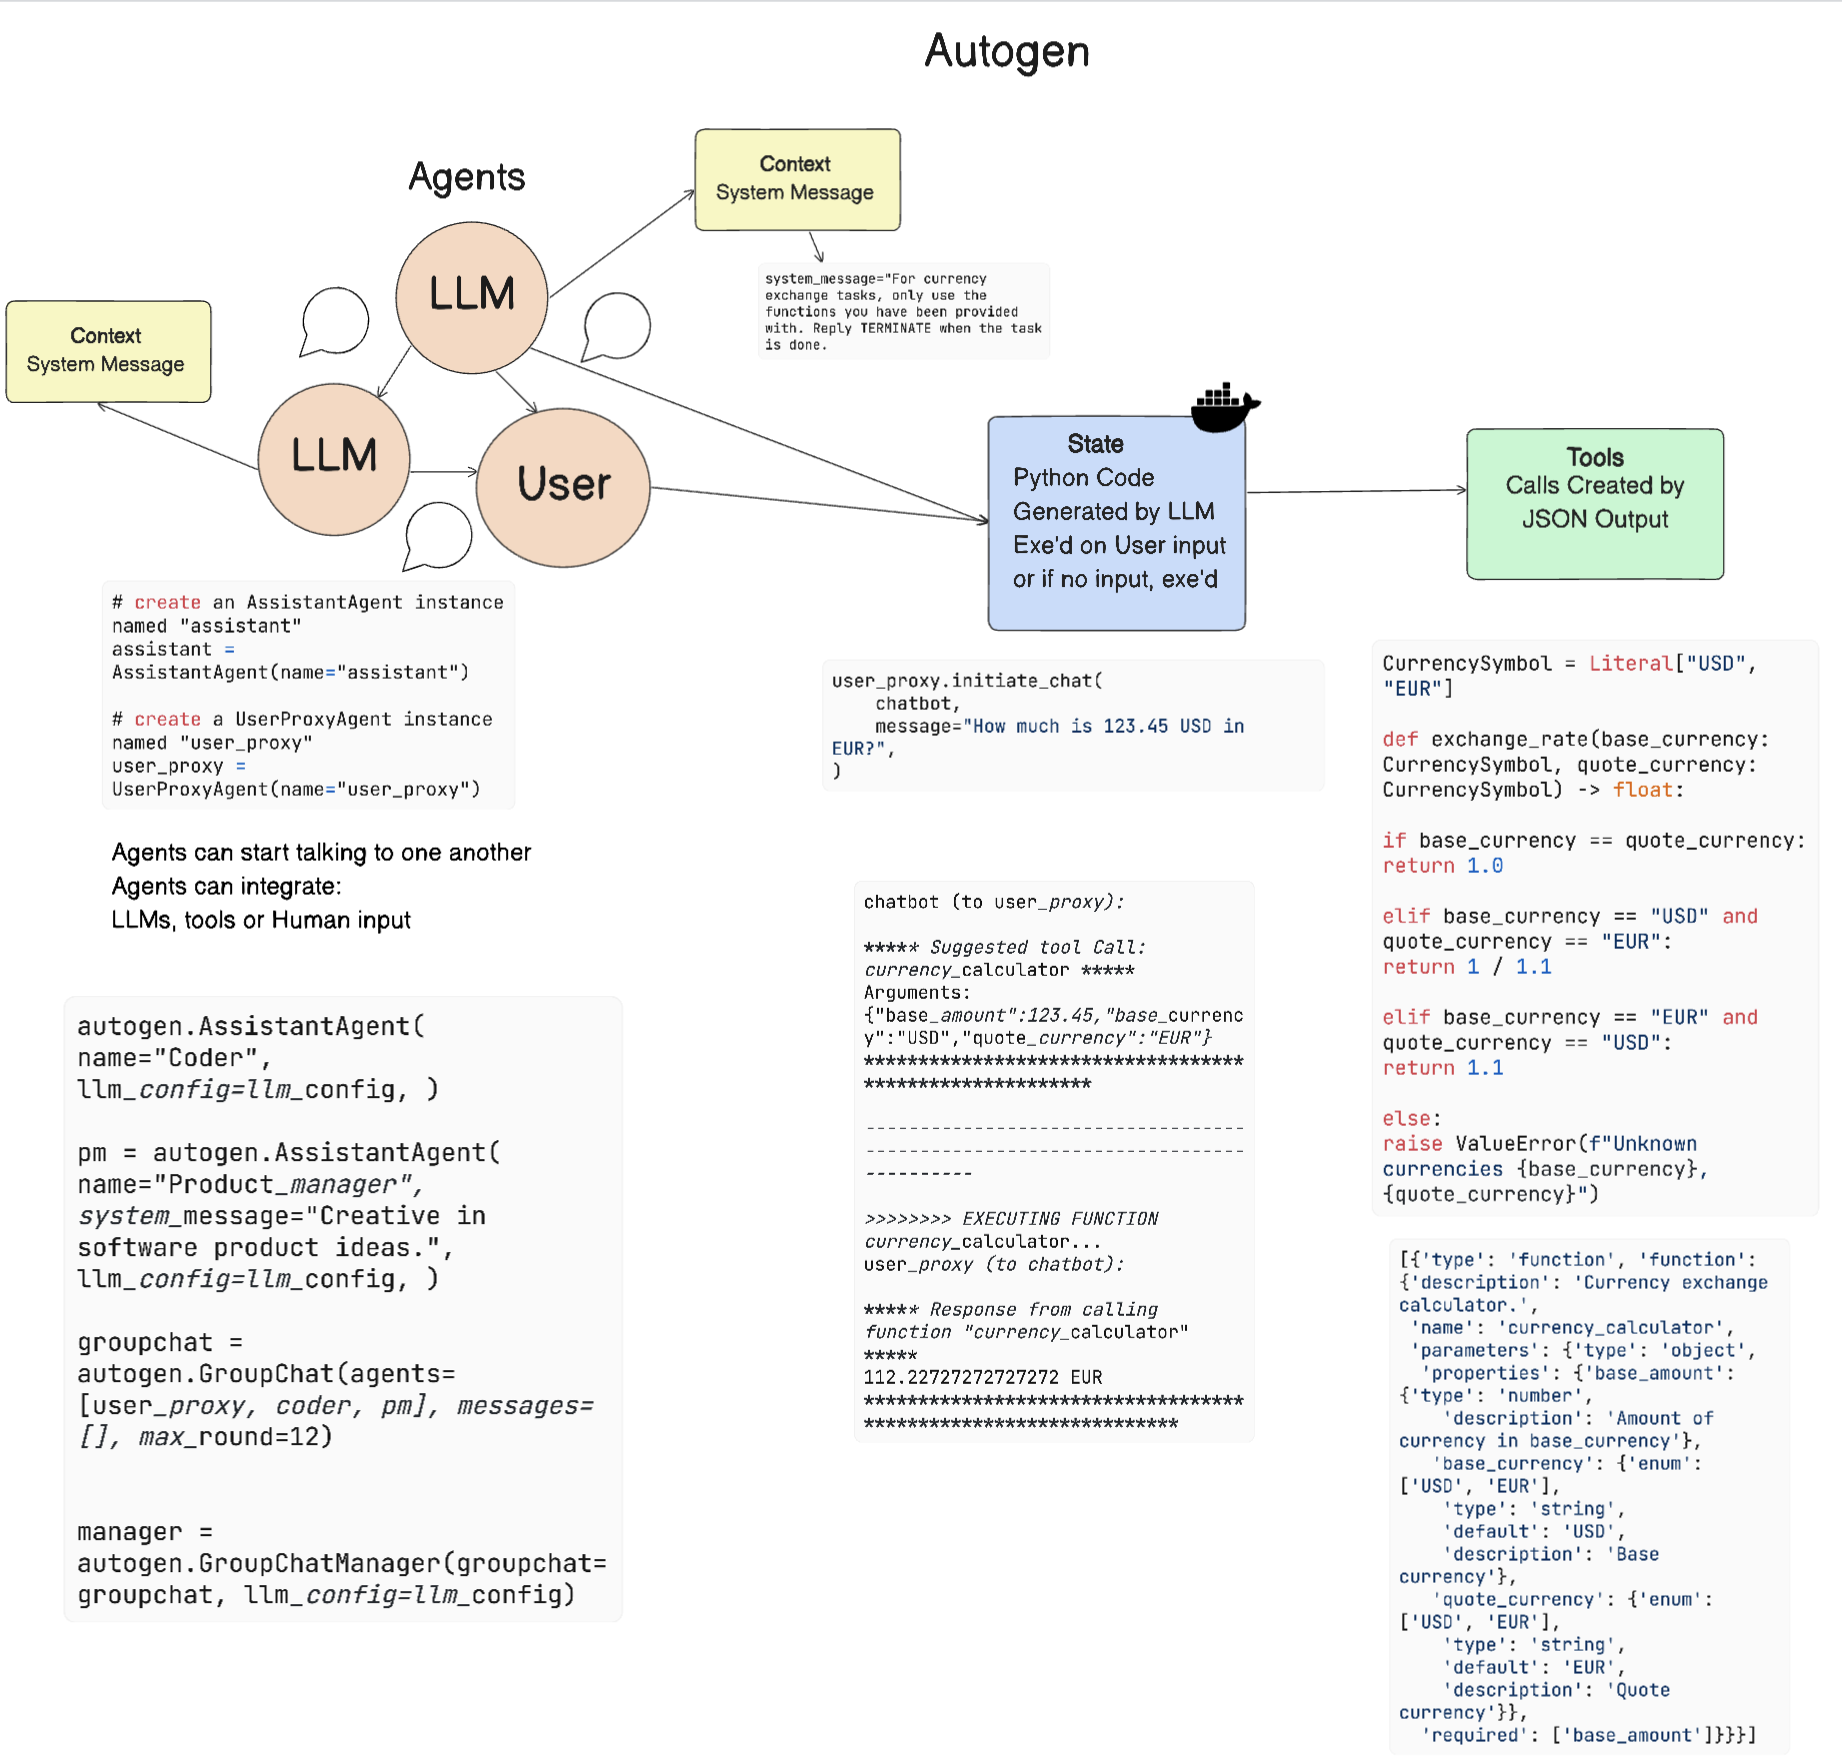 Autogen
Agents
Context
System Message
LLM
system_message="For currency
exchange tasks, only use the
functions you have been provided
with. Reply TERMINATE when the task
is done.
Context
System Message
LLM
User
State
Python Code
Generated by LLM
Exe'd on User input
or if no input, exe'd
Tools
Calls Created by
JSON Output
# create an AssistantAgent instance
named "assistant"
assistant =
AssistantAgent(name="assistant")
# create a UserProxyAgent instance
named "user_proxy"
user_proxy =
UserProxyAgent(name="user_proxy")
Agents can start talking to one another
Agents can integrate:
LLMs, tools or Human input
autogen.AssistantAgent(
name="Coder",
llm_config=llm_config, )
pm = autogen.AssistantAgent(
name="Product_manager",
system_message="Creative in
software product ideas.",
llm_config=llm_config, )
groupchat =
autogen.GroupChat(agents=
[user_proxy, coder, pm], messages=
[], max_round=12)
manager =
autogen.GroupChatManager(groupchat=
groupchat, llm_config=llm_config)
user_proxy.initiate_chat(
    chatbot,
    message="How much is 123.45 USD in
EUR?",
)
chatbot (to user_proxy):
***** Suggested tool Call:
currency_calculator *****
Arguments:
{"base_amount":123.45,"base_currenc
y":"USD","quote_currency":"EUR"}
***********************************
*********************
-----------------------------------
-----------------------------------
----------
>>>>>>>> EXECUTING FUNCTION
currency_calculator...
user_proxy (to chatbot):
***** Response from calling
function "currency_calculator"
*****
112.22727272727272 EUR
***********************************
*****************************
CurrencySymbol = Literal["USD",
"EUR"]
def exchange_rate(base_currency:
CurrencySymbol, quote_currency:
CurrencySymbol) -> float:
if base_currency == quote_currency:
return 1.0
elif base_currency == "USD" and
quote_currency == "EUR":
return 1 / 1.1
elif base_currency == "EUR" and
quote_currency == "USD":
return 1.1
else:
raise ValueError(f"Unknown
currencies {base_currency},
{quote_currency}")
[{'type': 'function', 'function':
{'description': 'Currency exchange
calculator.',
 'name': 'currency_calculator',
 'parameters': {'type': 'object',
  'properties': {'base_amount':
{'type': 'number',
    'description': 'Amount of
currency in base_currency'},
   'base_currency': {'enum':
['USD', 'EUR'],
    'type': 'string',
    'default': 'USD',
    'description': 'Base
currency'},
   'quote_currency': {'enum':
['USD', 'EUR'],
    'type': 'string',
    'default': 'EUR',
    'description': 'Quote
currency'}},
  'required': ['base_amount']}}}]